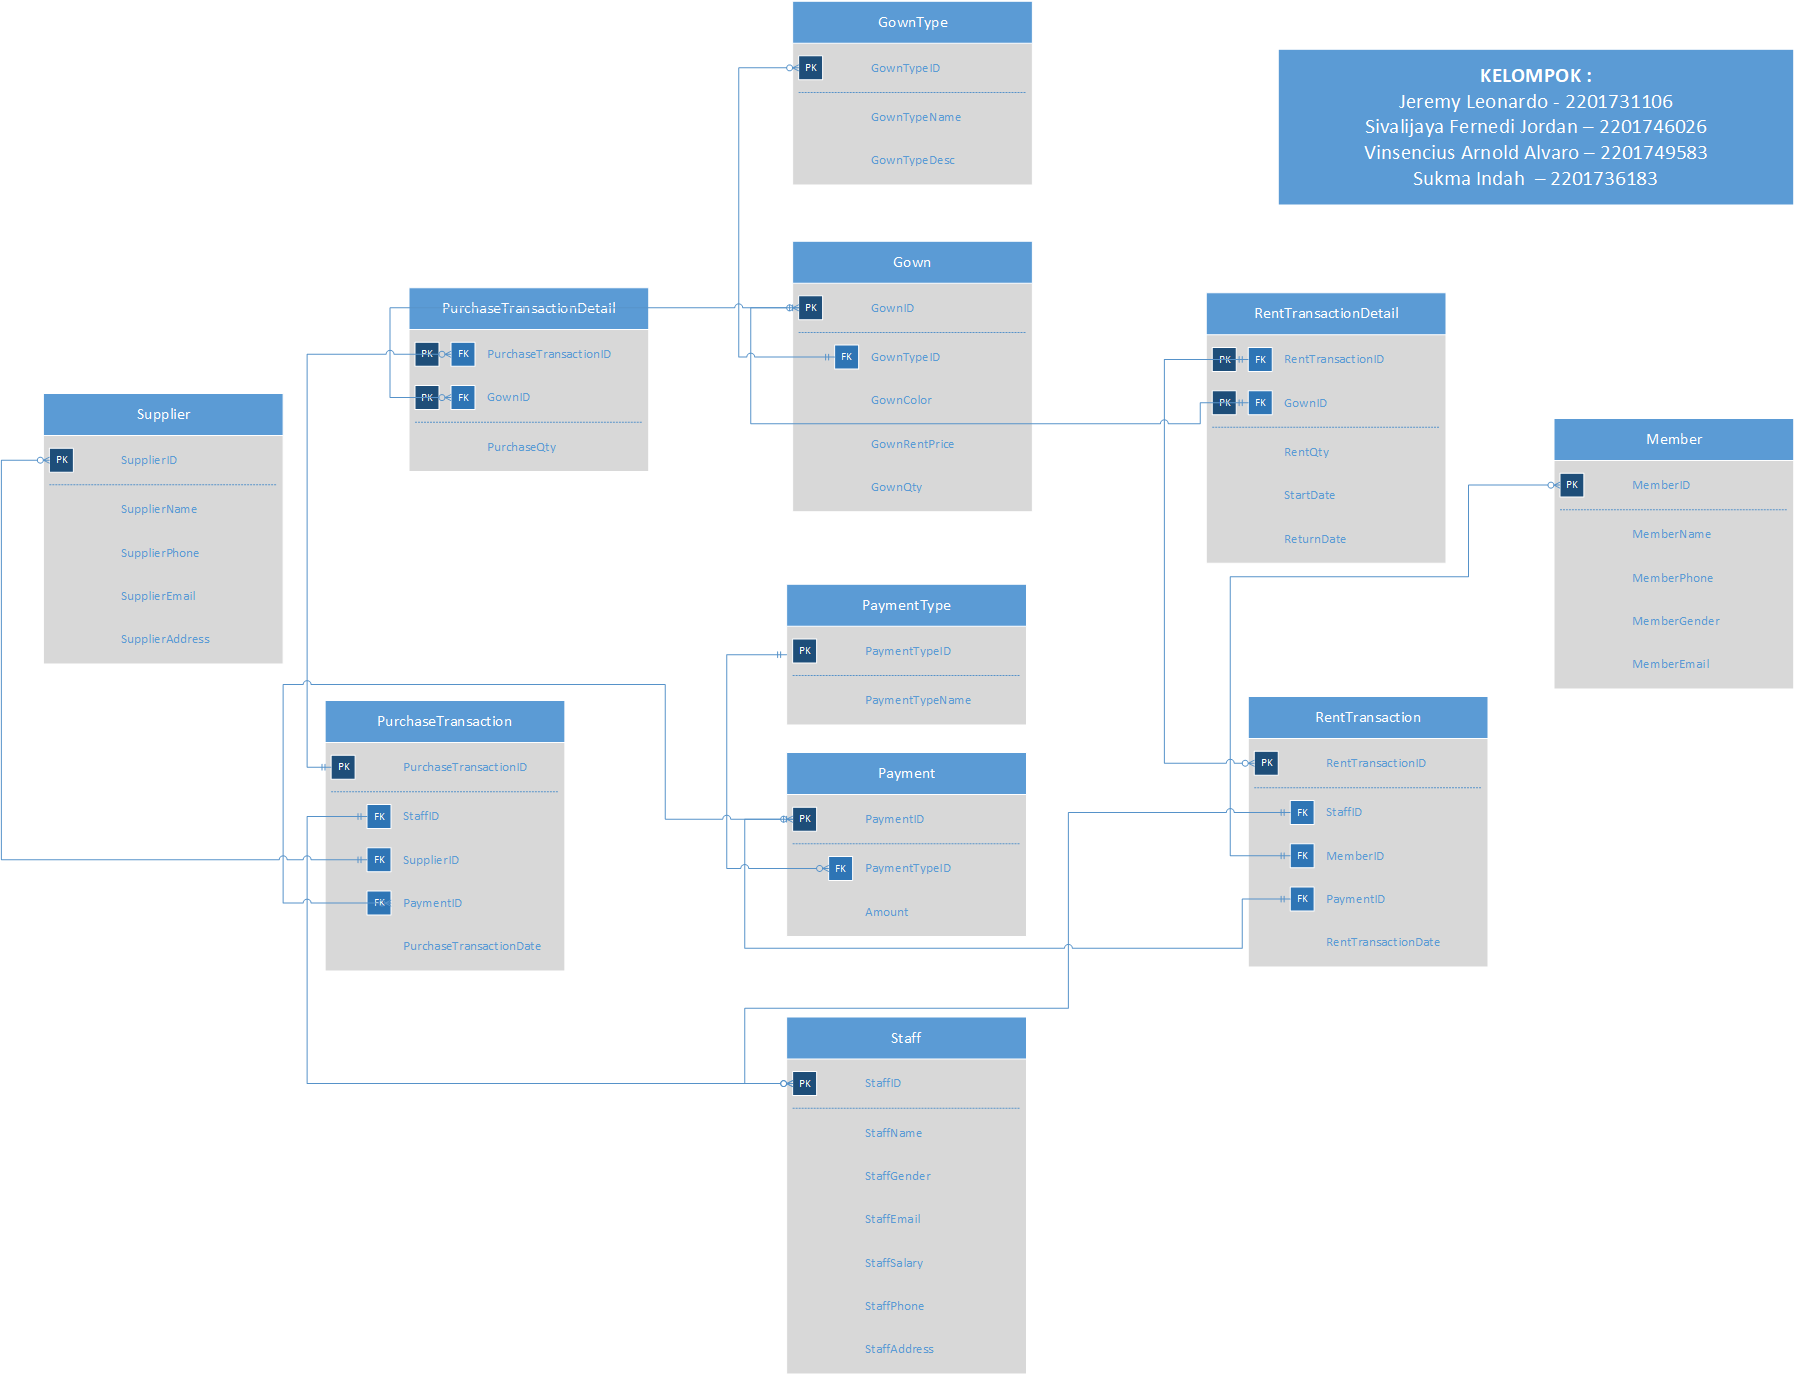 GownType
PK GownTypeID
GownTypeName
GownTypeDesc
KELOMPOK :
Jeremy Leonardo - 2201731106
Sivalijaya Fernedi Jordan – 2201746026
Vinsencius Arnold Alvaro – 2201749583
Sukma Indah – 2201736183
Gown
PK GownID
FK GownTypeID
GownColor
GownRentPrice
GownQty
PurchaseTransactionDetail
PK FK PurchaseTransactionID
PK FK GownID
PurchaseQty
RentTransactionDetail
PK FK RentTransactionID
PK FK GownID
RentQty
StartDate
ReturnDate
Supplier
PK SupplierID
SupplierName
SupplierPhone
SupplierEmail
SupplierAddress
Member
PK MemberID
MemberName
MemberPhone
MemberGender
MemberEmail
PaymentType
PK PaymentTypeID
PaymentTypeName
PurchaseTransaction
PK PurchaseTransactionID
FK StaffID
FK SupplierID
FK PaymentID
PurchaseTransactionDate
Payment
PK PaymentID
FK PaymentTypeID
Amount
RentTransaction
PK RentTransactionID
FK StaffID
FK MemberID
FK PaymentID
RentTransactionDate
Staff
PK StaffID
StaffName
StaffGender
StaffEmail
StaffSalary
StaffPhone
StaffAddress